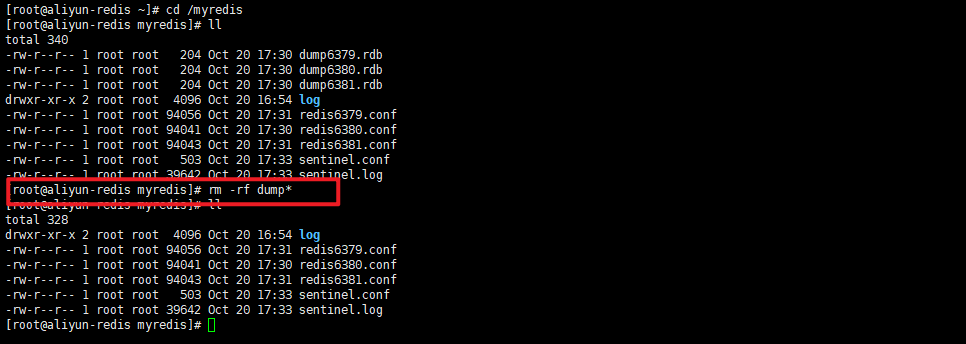 [root@aliyun-redis ~]# cd /myredis
[root@aliyun-redis myredis]# ll
total 340
-rw-r--r-- 1 root root   204 Oct 20 17:30 dump6379.rdb
-rw-r--r-- 1 root root   204 Oct 20 17:30 dump6380.rdb
-rw-r--r-- 1 root root   204 Oct 20 17:30 dump6381.rdb
drwxr-xr-x 2 root root  4096 Oct 20 16:54 log
-rw-r--r-- 1 root root 94056 Oct 20 17:31 redis6379.conf
-rw-r--r-- 1 root root 94041 Oct 20 17:30 redis6380.conf
-rw-r--r-- 1 root root 94043 Oct 20 17:31 redis6381.conf
-rw-r--r-- 1 root root   503 Oct 20 17:33 sentinel.conf
-rw-r--r-- 1 root root 39642 Oct 20 17:33 sentinel.log
[root@aliyun-redis myredis]# rm -rf dump*
[root@aliyun-redis myredis]# ll
total 328
drwxr-xr-x 2 root root  4096 Oct 20 16:54 log
-rw-r--r-- 1 root root 94056 Oct 20 17:31 redis6379.conf
-rw-r--r-- 1 root root 94041 Oct 20 17:30 redis6380.conf
-rw-r--r-- 1 root root 94043 Oct 20 17:31 redis6381.conf
-rw-r--r-- 1 root root   503 Oct 20 17:33 sentinel.conf
-rw-r--r-- 1 root root 39642 Oct 20 17:33 sentinel.log
[root@aliyun-redis myredis]#